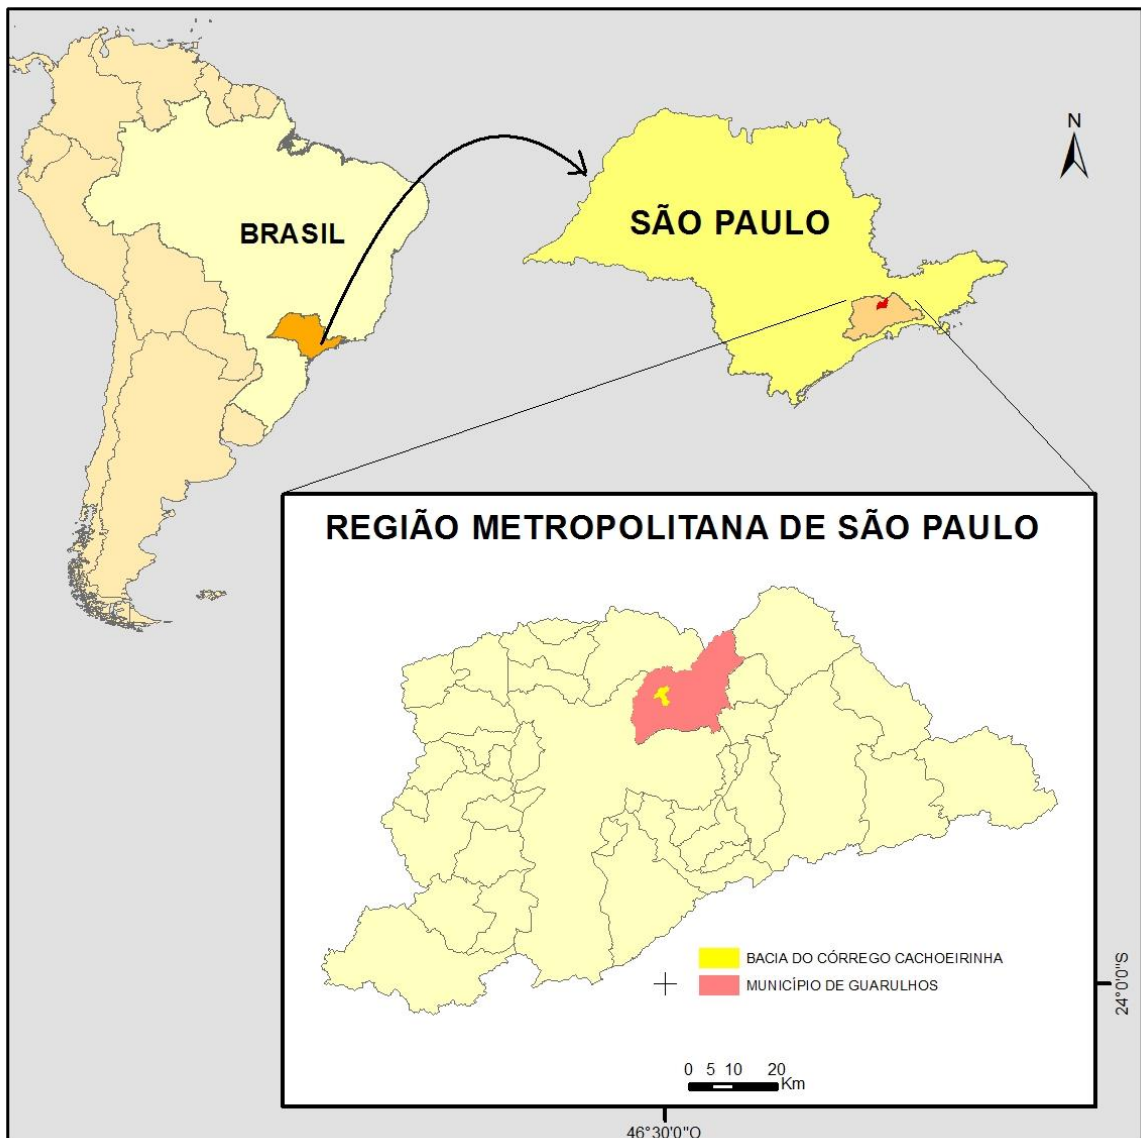 N
BRASIL
SÃO PAULO
REGIÃO METROPOLITANA DE SÃO PAULO
BACIA DO CÓRREGO CACHOEIRINHA
MUNICÍPIO DE GUARULHOS
24°0'0"S
0 5 10 20
Km
46°30'0"O